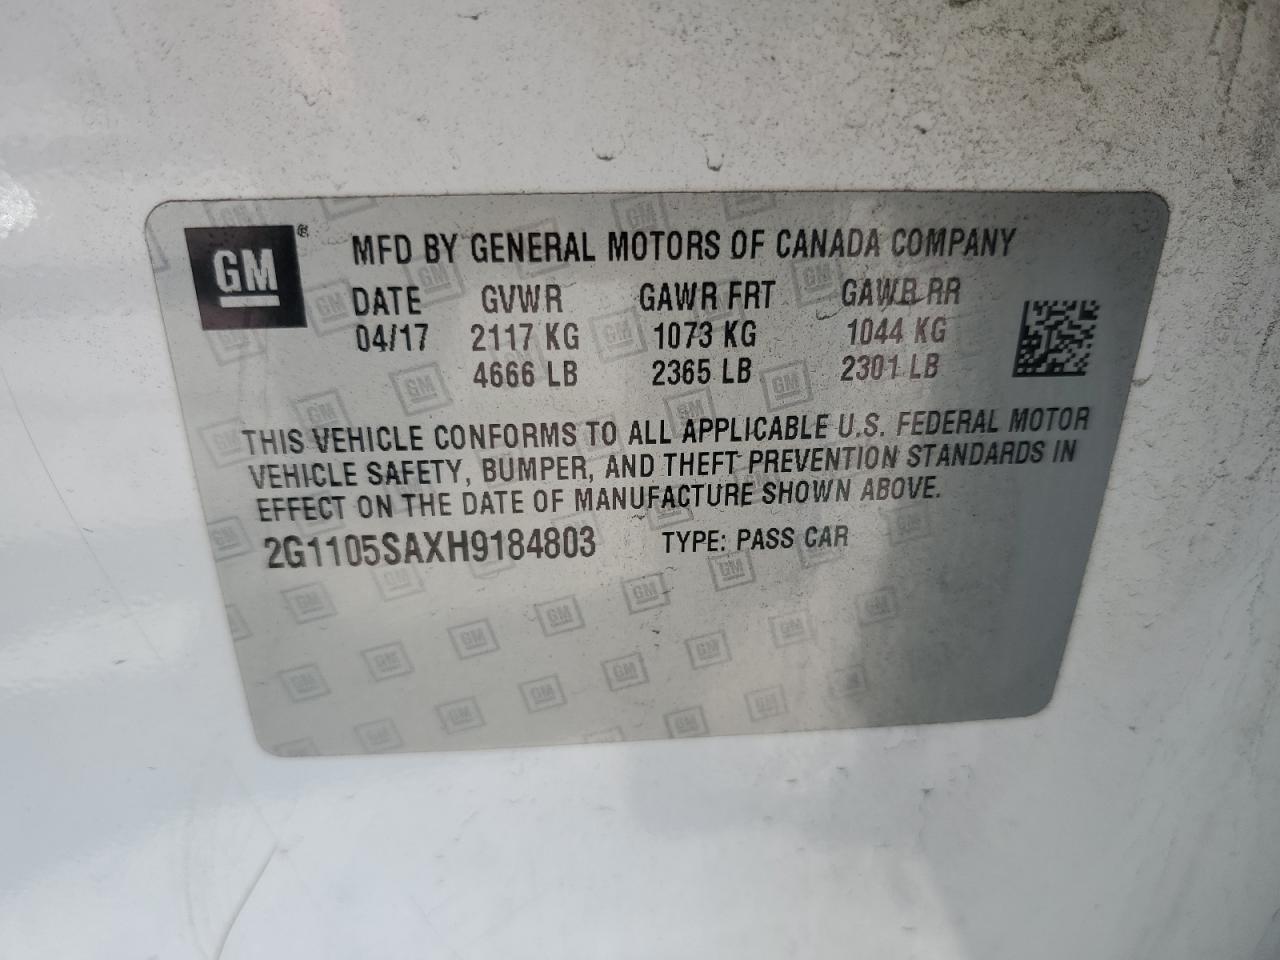 GM ®
MFD BY GENERAL MOTORS OF CANADA COMPANY
DATE GVWR GAWR FRT GAWR RR
04/17 2117 KG 1073 KG 1044 KG
4666 LB 2365 LB 2301 LB
THIS VEHICLE CONFORMS TO ALL APPLICABLE U.S. FEDERAL MOTOR
VEHICLE SAFETY, BUMPER, AND THEFT PREVENTION STANDARDS IN
EFFECT ON THE DATE OF MANUFACTURE SHOWN ABOVE.
2G1105SAXH9184803 TYPE: PASS CAR